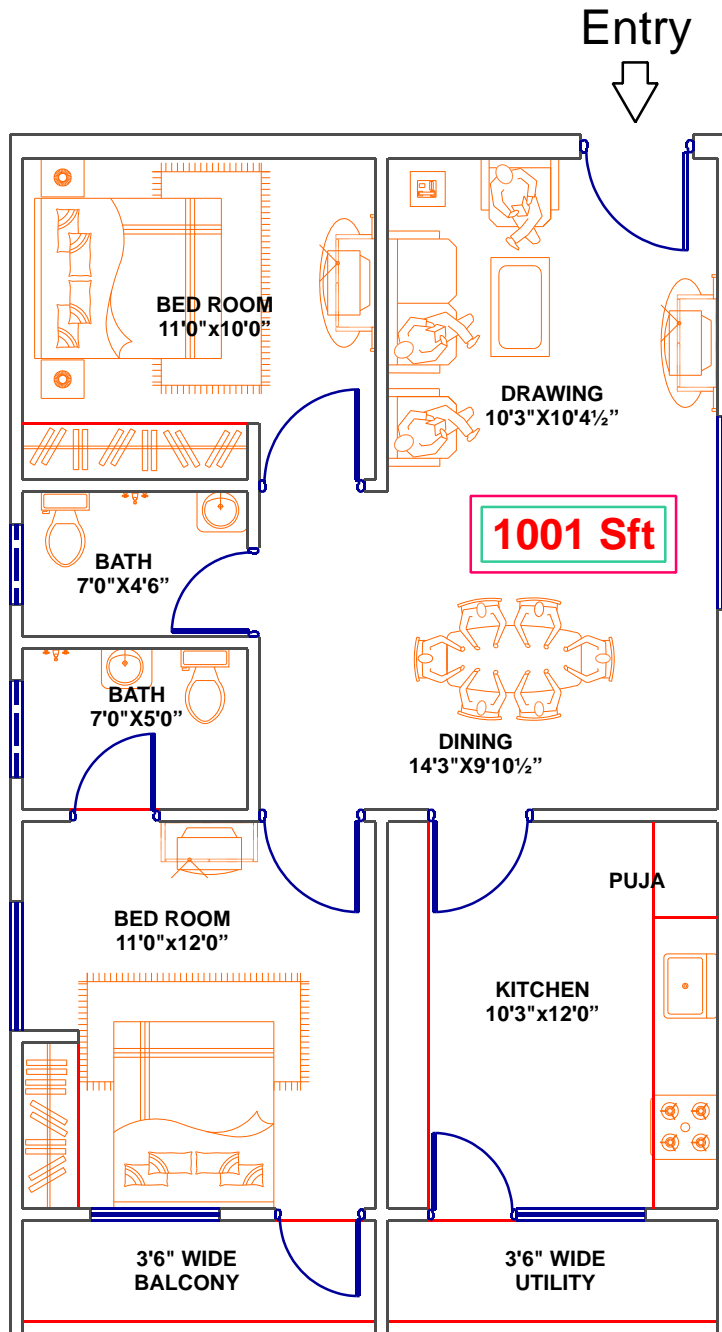 Entry
BED ROOM
11'0"x10'0”
DRAWING
10'3"X10'4½”
1001 Sft
BATH
7'0"X4'6”
BATH
7'0"X5'0”
DINING
14'3"X9'10½”
PUJA
BED ROOM
11'0"x12'0”
KITCHEN
10'3"x12'0”
3'6" WIDE
BALCONY
3'6" WIDE
UTILITY